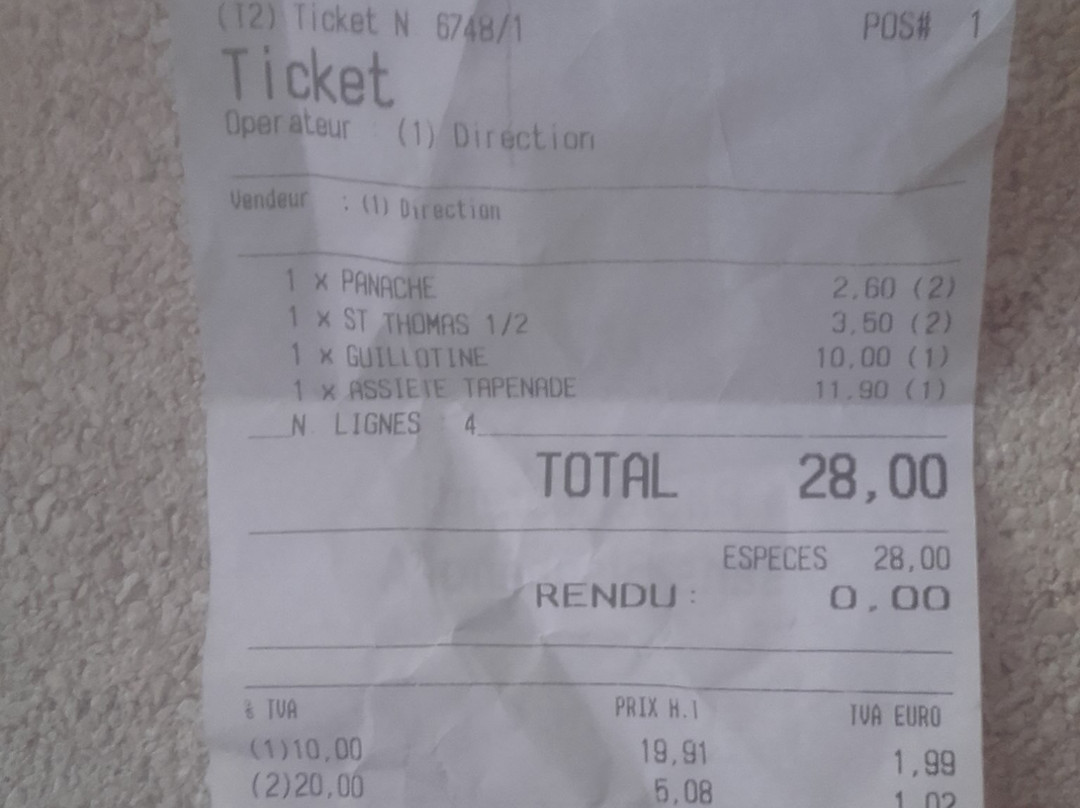 (T2) Ticket N 6748/1 POS# 1
Ticket
Operateur : (1) Direction
Vendeur : (1) Direction
1 x PANACHE 2,60 (2)
1 x ST THOMAS 1/2 3,50 (2)
1 x GUILLOTINE 10,00 (1)
1 x ASSIETE TAPENADE 11,90 (1)
N LIGNES : 4
TOTAL 28,00
ESPECES 28,00
RENDU : 0,00
% TVA PRIX H.T TVA EURO
(1)10,00 19,91 1,99
(2)20,00 5,08 1,02